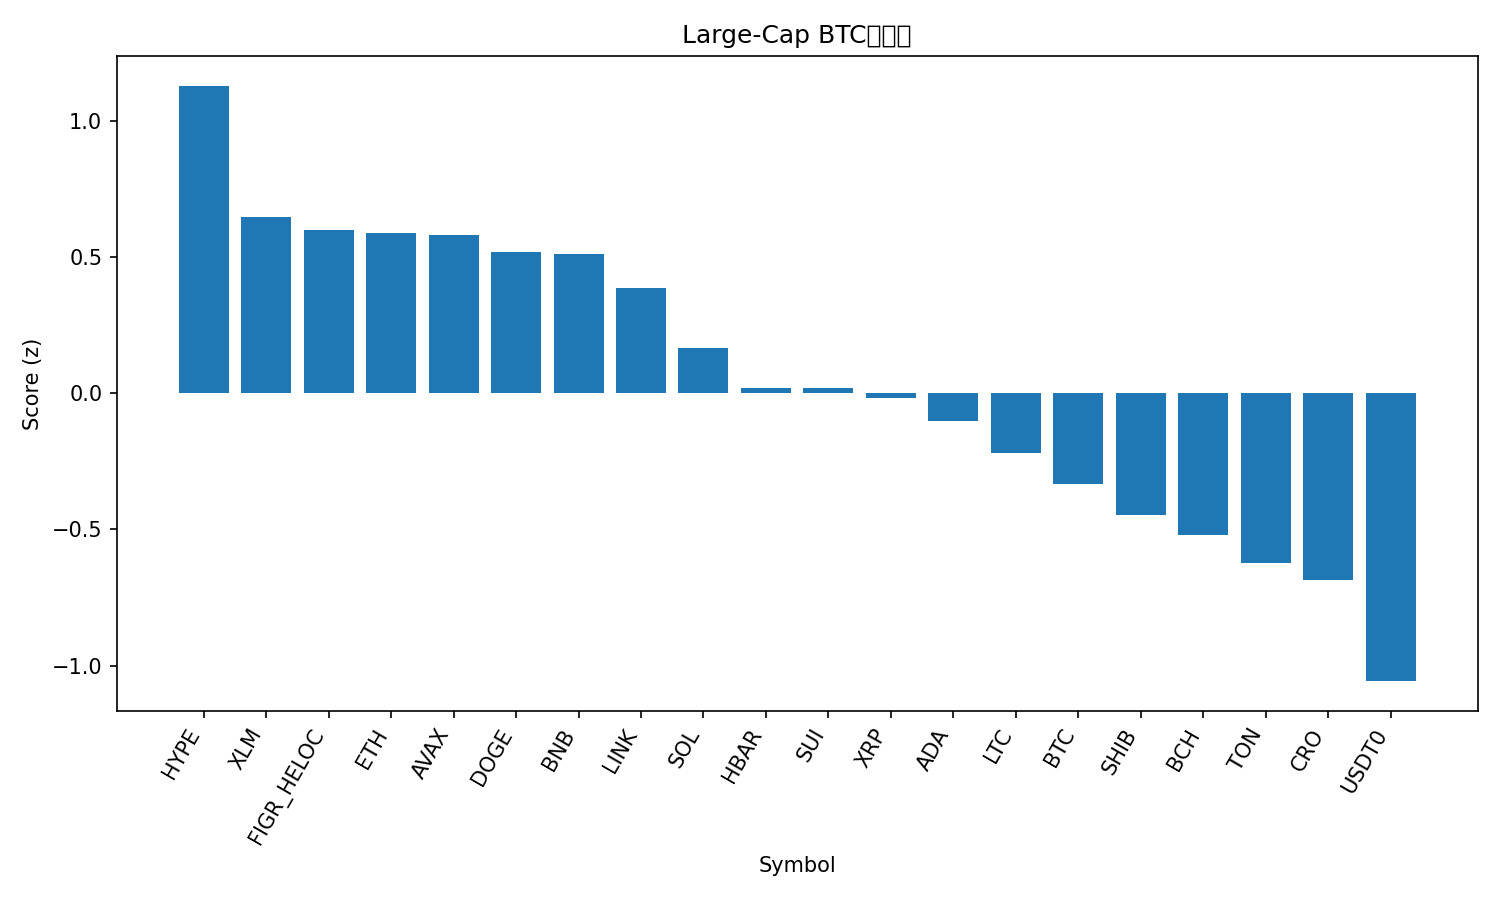 Large-Cap BTC
Score (z)
1.0
0.5
0.0
−0.5
−1.0
HYPE
XLM
FIGR_HELOC
ETH
AVAX
DOGE
BNB
LINK
SOL
HBAR
SUI
XRP
ADA
LTC
BTC
SHIB
BCH
TON
CRO
USDT0
Symbol